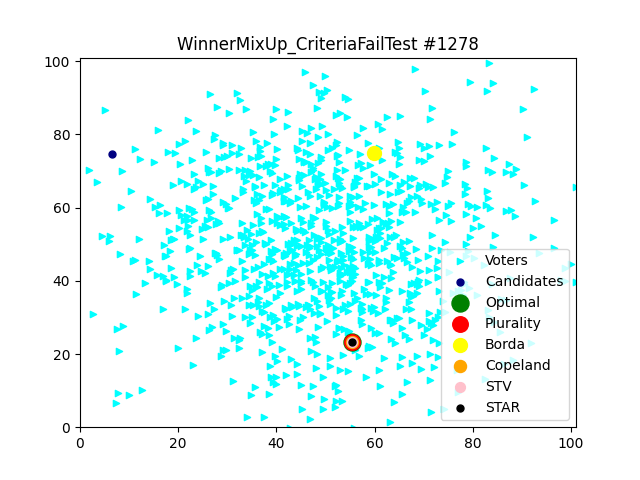 WinnerMixUp_CriteriaFailTest #1278
100
80
60
40
20
0
0 20 40 60 80 100
Voters
Candidates
Optimal
Plurality
Borda
Copeland
STV
STAR